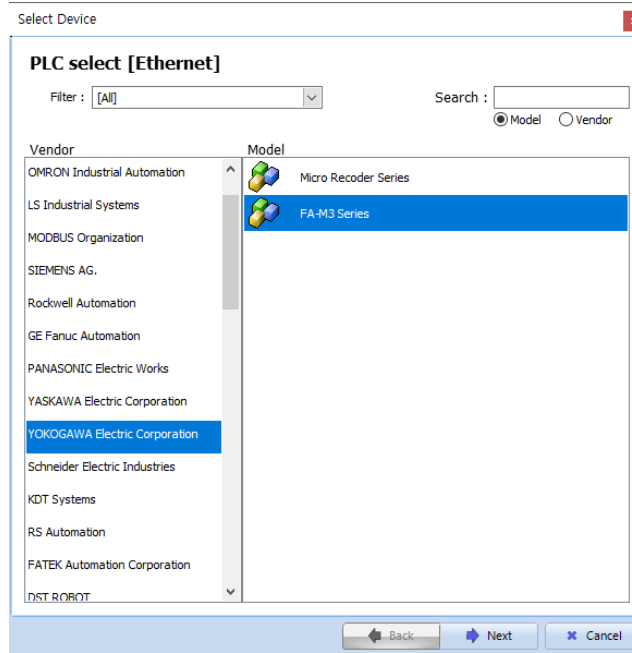 Select Device
PLC select [Ethernet]
Filter : [All] Search :
Model Vendor
Vendor Model
OMRON Industrial Automation
LS Industrial Systems
MODBUS Organization
SIEMENS AG.
Rockwell Automation
GE Fanuc Automation
PANASONIC Electric Works
YASKAWA Electric Corporation
YOKOGAWA Electric Corporation
Schneider Electric Industries
KDT Systems
RS Automation
FATEK Automation Corporation
DST ROBOT
Micro Recoder Series
FA-M3 Series
Back Next Cancel